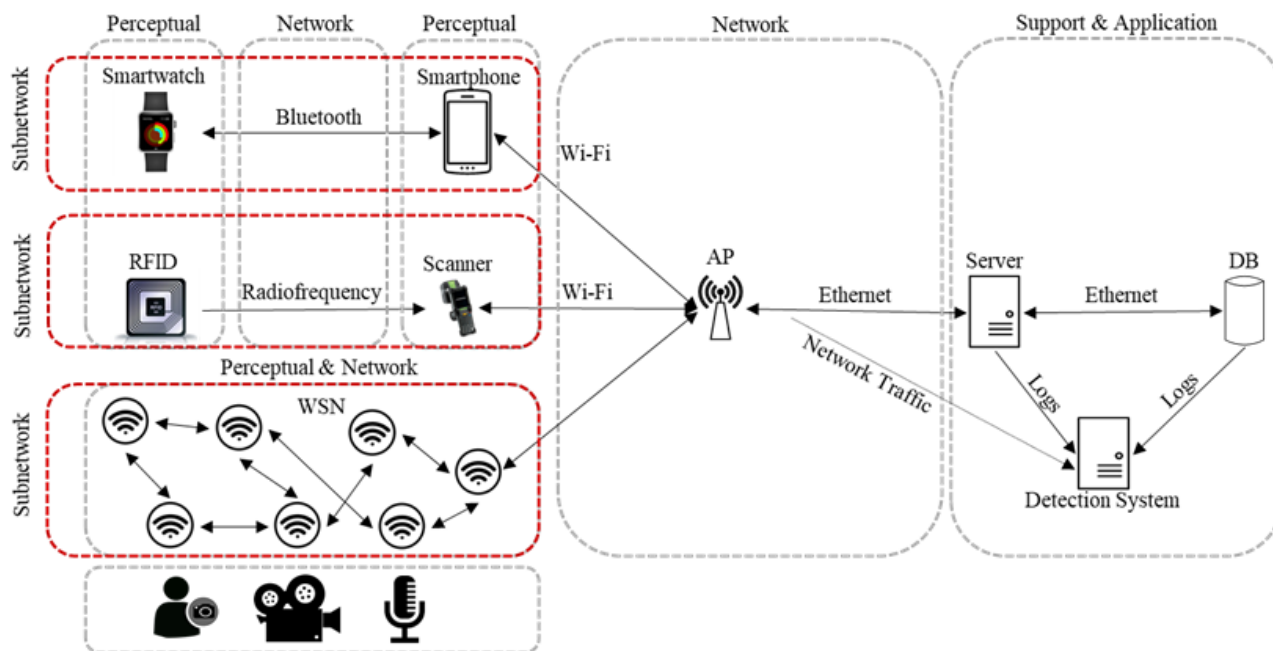 Perceptual
Network
Perceptual
Network
Support & Application
Subnetwork
Smartwatch
Bluetooth
Smartphone
Wi-Fi
Subnetwork
RFID
Radiofrequency
Scanner
Wi-Fi
AP
Ethernet
Server
Ethernet
DB
Network Traffic
Logs
Logs
Detection System
Perceptual & Network
Subnetwork
WSN